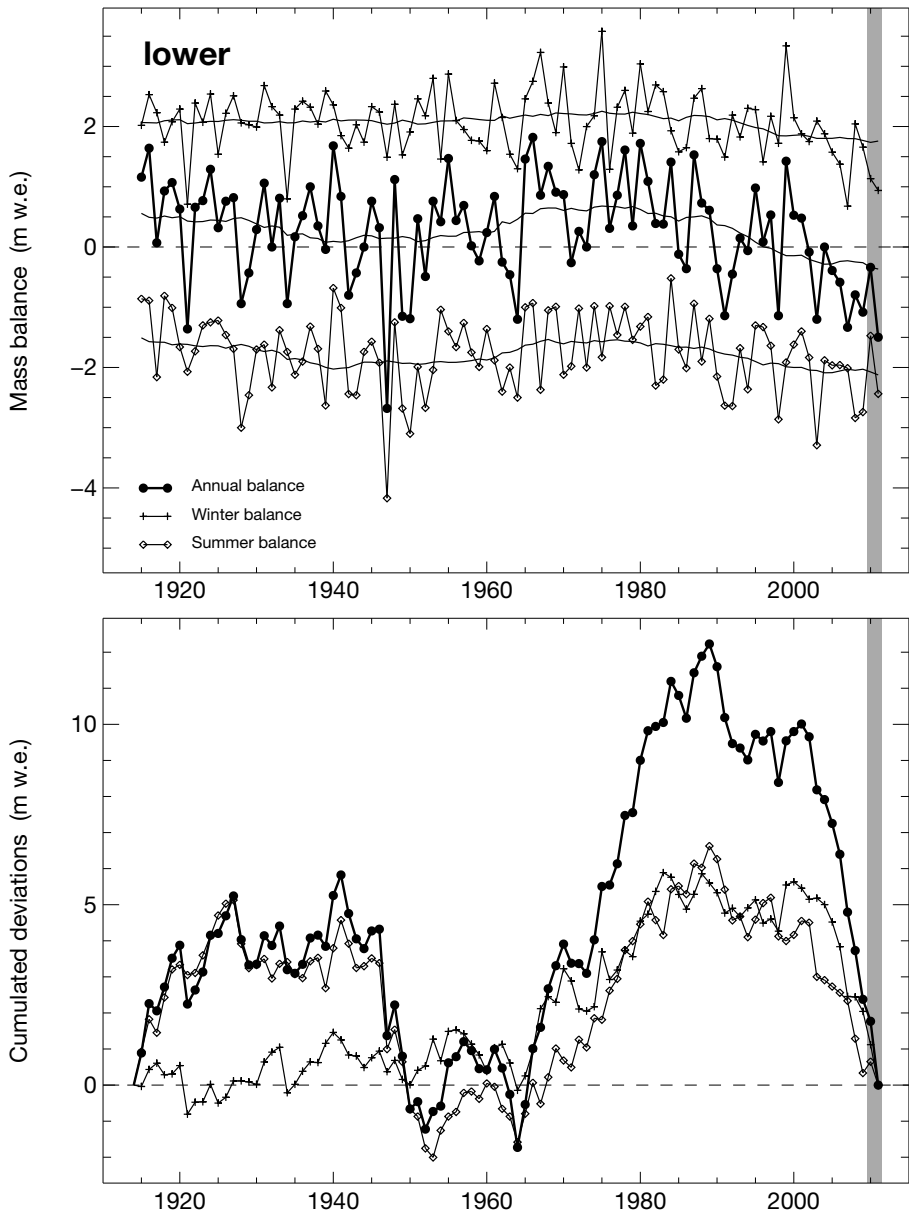 lower
Mass balance (m w.e.)
2
0
−2
−4
Annual balance
Winter balance
Summer balance
1920 1940 1960 1980 2000
Cumulated deviations (m w.e.)
10
5
0
1920 1940 1960 1980 2000